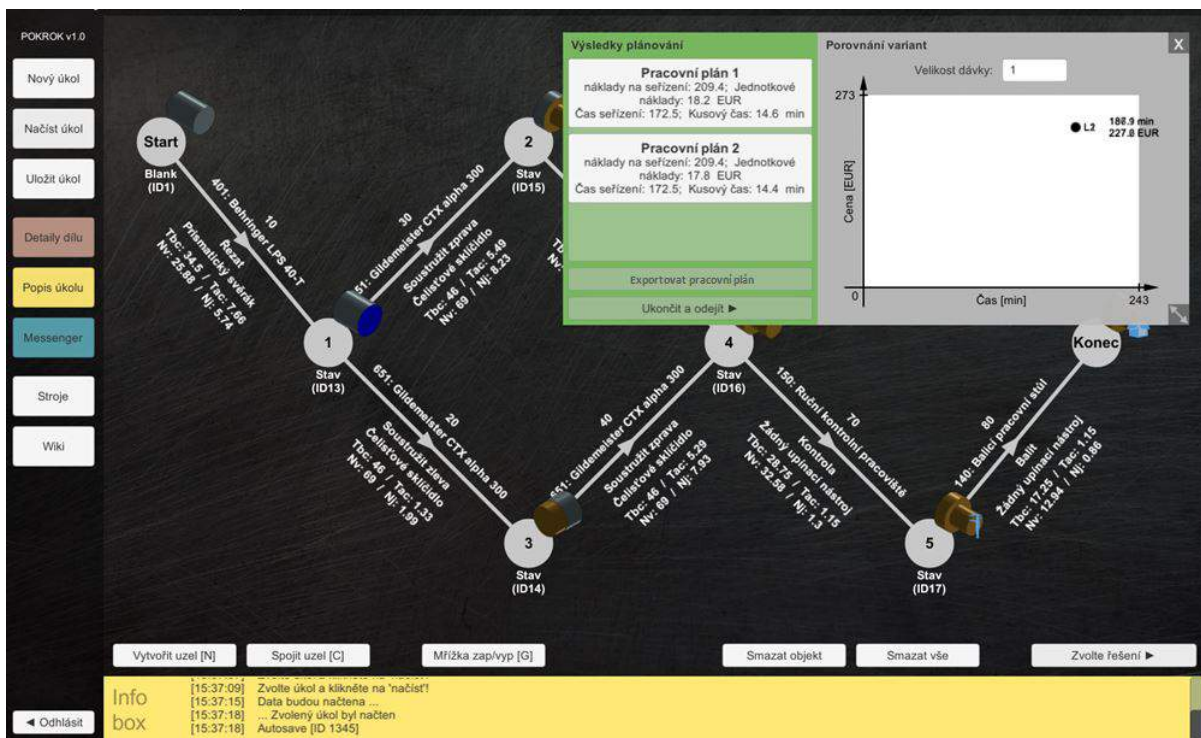 POKROK v1.0
Nový úkol
Načíst úkol
Uložit úkol
Detaily dílu
Popis úkolu
Messenger
Stroje
Wiki
◄ Odhlásit
Start
Blank
(ID1)
10
401: Behringer LPS 40-T
Řezat
Prismatický svěrák
Tbc: 34.5 / Tac: 7.66
Nv: 25.88 / Nj: 5.74
1
Stav
(ID13)
30
651: Gildemeister CTX alpha 300
Soustružit zprava
Čelisťové sklíčidlo
Tbc: 46 / Tac: 5.49
Nv: 69 / Nj: 8.23
2
Stav
(ID15)
20
651: Gildemeister CTX alpha 300
Soustružit zleva
Čelisťové sklíčidlo
Tbc: 46 / Tac: 1.33
Nv: 69 / Nj: 1.99
3
Stav
(ID14)
40
651: Gildemeister CTX alpha 300
Soustružit zprava
Čelisťové sklíčidlo
Tbc: 46 / Tac: 5.29
Nv: 69 / Nj: 7.93
4
Stav
(ID16)
70
150: Ruční kontrolní pracoviště
Kontrola
Žádný upínací nástroj
Tbc: 28.75 / Tac: 1.15
Nv: 32.58 / Nj: 1.3
5
Stav
(ID17)
80
140: Balicí pracovní stůl
Balit
Žádný upínací nástroj
Tbc: 17.25 / Tac: 1.15
Nv: 12.94 / Nj: 0.86
Konec
Výsledky plánování
Pracovní plán 1
náklady na seřízení: 209.4; Jednotkové
náklady: 18.2 EUR
Čas seřízení: 172.5; Kusový čas: 14.6 min
Pracovní plán 2
náklady na seřízení: 209.4; Jednotkové
náklady: 17.8 EUR
Čas seřízení: 172.5; Kusový čas: 14.4 min
Exportovat pracovní plán
Ukončit a odejít ►
Porovnání variant
X
Velikost dávky: 1
273
Cena [EUR]
min
EUR
0
Čas [min]
243
Vytvořit uzel [N]
Spojit uzel [C]
Mřížka zap/vyp [G]
Smazat objekt
Smazat vše
Zvolte řešení ►
Info
box
[15:37:09] Zvolte úkol a klikněte na 'načíst'!
[15:37:15] Data budou načtena ...
[15:37:18] ... Zvolený úkol byl načten
[15:37:18] Autosave [ID 1345]